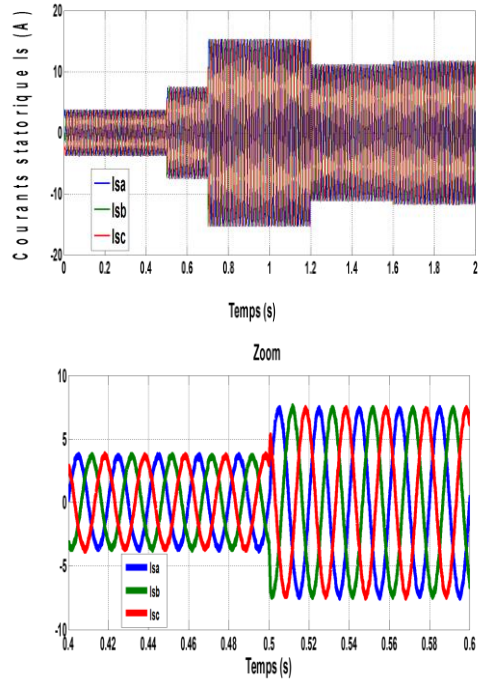 Courants statorique Is (A)
20
10
0
-10
-20
Isa
Isb
Isc
0 0.2 0.4 0.6 0.8 1 1.2 1.4 1.6 1.8 2
Temps (s)
Zoom
10
5
0
-5
-10
Isa
Isb
Isc
0.4 0.42 0.44 0.46 0.48 0.5 0.52 0.54 0.56 0.58 0.6
Temps (s)